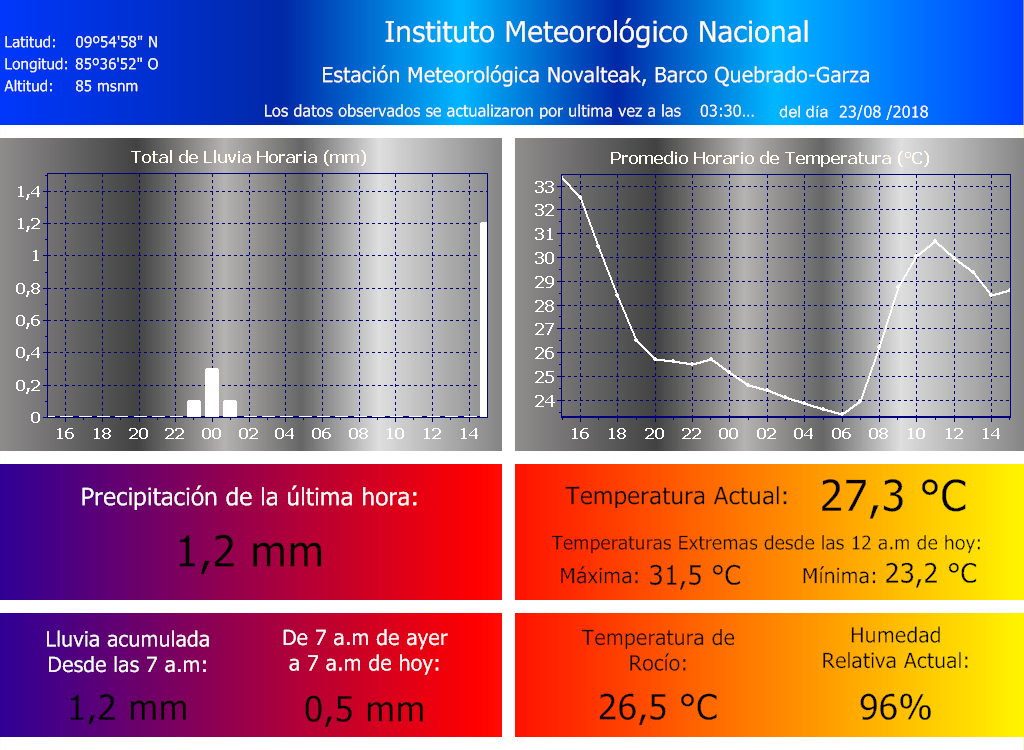 Instituto Meteorológico Nacional
Latitud: 09º54'58" N
Longitud: 85º36'52" O
Altitud: 85 msnm
Estación Meteorológica Novalteak, Barco Quebrado-Garza
Los datos observados se actualizaron por ultima vez a las 03:30... del día 23/08 /2018
Total de Lluvia Horaria (mm)
1,4
1,2
1
0,8
0,6
0,4
0,2
0
16 18 20 22 00 02 04 06 08 10 12 14
Promedio Horario de Temperatura (°C)
33
32
31
30
29
28
27
26
25
24
16 18 20 22 00 02 04 06 08 10 12 14
Precipitación de la última hora:
1,2 mm
Temperatura Actual: 27,3 °C
Temperaturas Extremas desde las 12 a.m de hoy:
Máxima: 31,5 °C Mínima: 23,2 °C
Lluvia acumulada
Desde las 7 a.m:
1,2 mm
De 7 a.m de ayer
a 7 a.m de hoy:
0,5 mm
Temperatura de
Rocío:
26,5 °C
Humedad
Relativa Actual:
96%